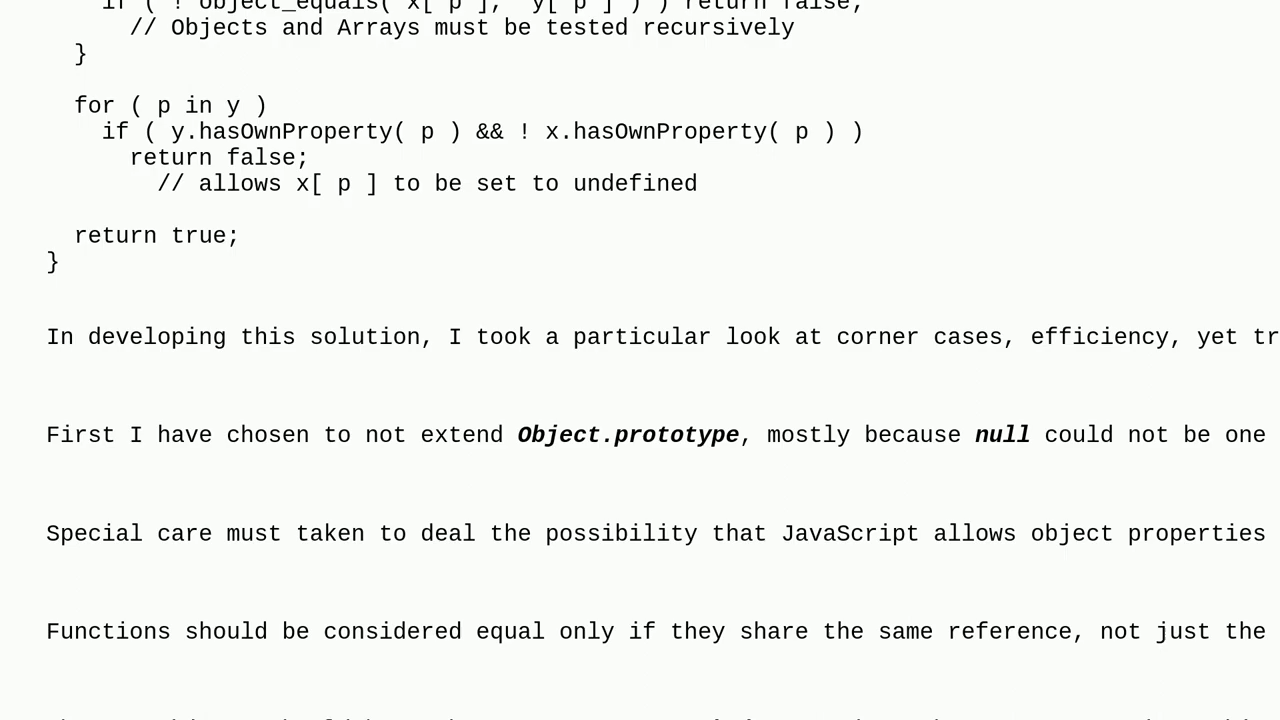 if ( ! object_equals( x[ p ],  y[ p ] ) ) return false;
// Objects and Arrays must be tested recursively
}
for ( p in y )
if ( y.hasOwnProperty( p ) && ! x.hasOwnProperty( p ) )
return false;
// allows x[ p ] to be set to undefined
return true;
}
In developing this solution, I took a particular look at corner cases, efficiency, yet tr
First I have chosen to not extend Object.prototype, mostly because null could not be one
Special care must taken to deal the possibility that JavaScript allows object properties
Functions should be considered equal only if they share the same reference, not just the